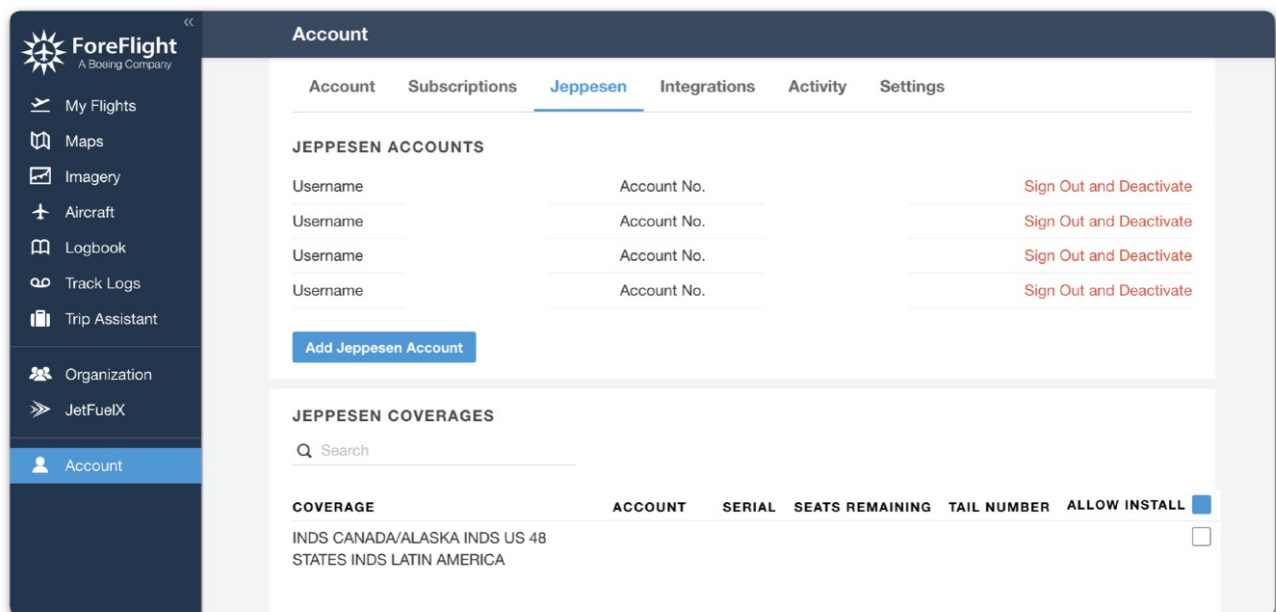 «
ForeFlight
A Boeing Company
My Flights
Maps
Imagery
Aircraft
Logbook
Track Logs
Trip Assistant
Organization
JetFuelX
Account
Account
Account Subscriptions Jeppesen Integrations Activity Settings
JEPPESEN ACCOUNTS
Username Account No. Sign Out and Deactivate
Username Account No. Sign Out and Deactivate
Username Account No. Sign Out and Deactivate
Username Account No. Sign Out and Deactivate
Add Jeppesen Account
JEPPESEN COVERAGES
Search
COVERAGE ACCOUNT SERIAL SEATS REMAINING TAIL NUMBER ALLOW INSTALL
INDS CANADA/ALASKA INDS US 48
STATES INDS LATIN AMERICA